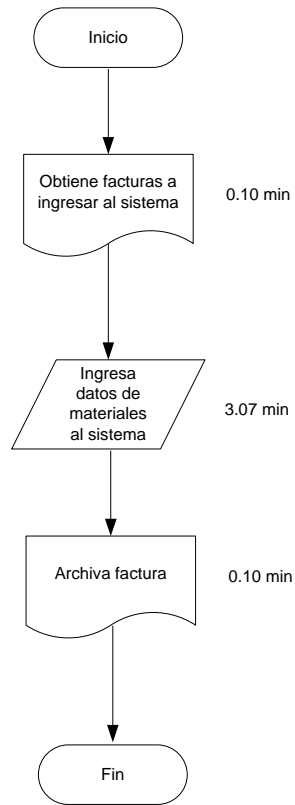 Inicio
Obtiene facturas a
ingresar al sistema
0.10 min
Ingresa
datos de
materiales
al sistema
3.07 min
Archiva factura
0.10 min
Fin